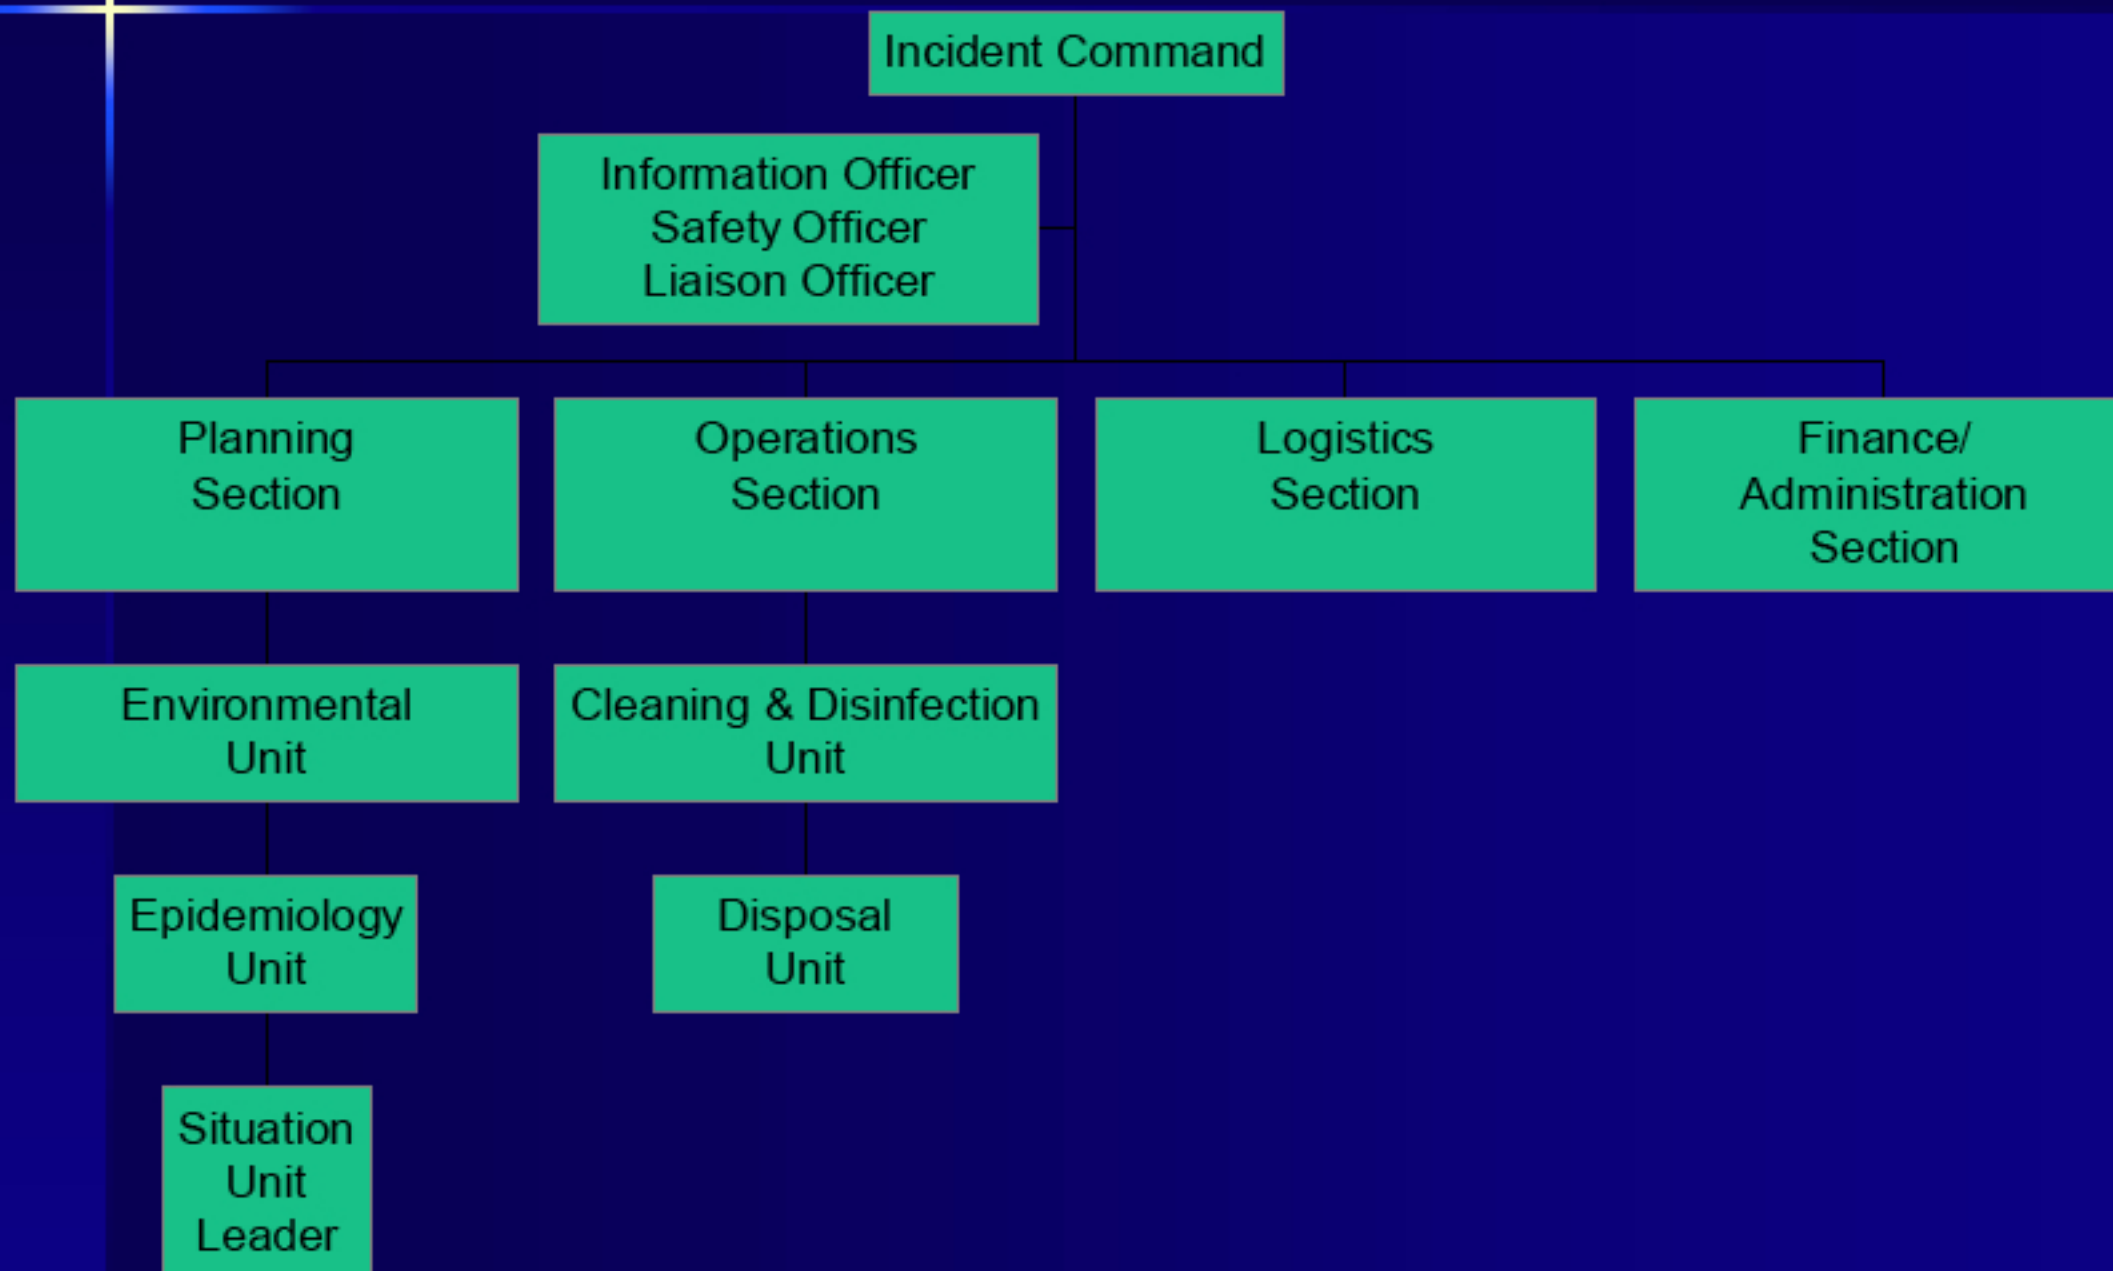 Incident Command
Information Officer
Safety Officer
Liaison Officer
Planning
Section
Operations
Section
Logistics
Section
Finance/
Administration
Section
Environmental
Unit
Cleaning & Disinfection
Unit
Epidemiology
Unit
Disposal
Unit
Situation
Unit
Leader